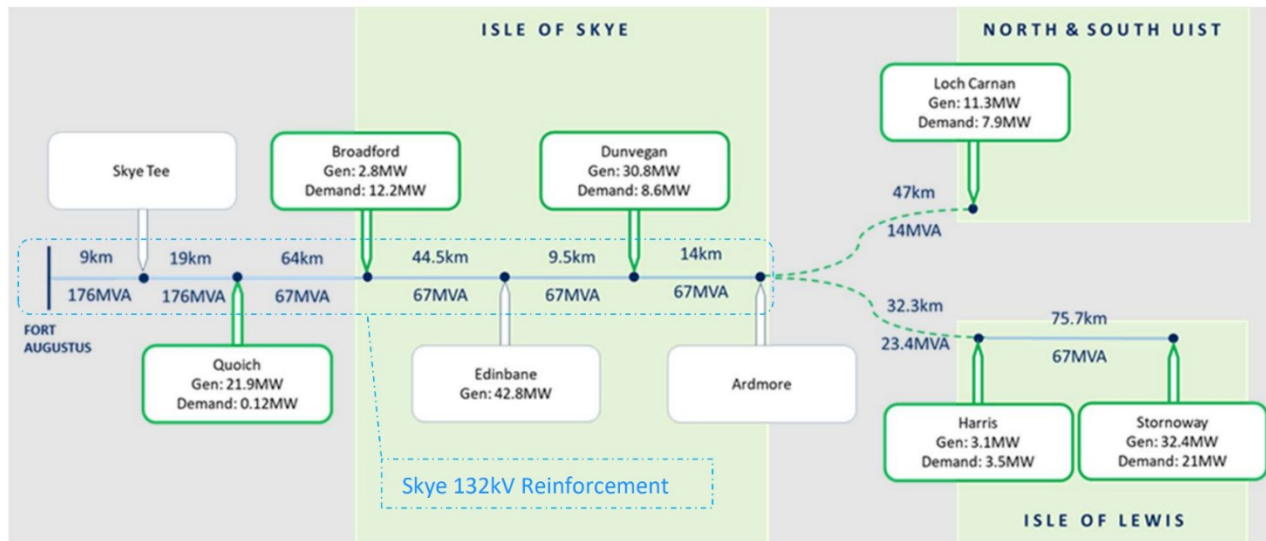 ISLE OF SKYE
NORTH & SOUTH UIST
Loch Carnan
Gen: 11.3MW
Demand: 7.9MW
Skye Tee
Broadford
Gen: 2.8MW
Demand: 12.2MW
Dunvegan
Gen: 30.8MW
Demand: 8.6MW
47km
14MVA
9km
19km
64km
44.5km
9.5km
14km
176MVA
176MVA
67MVA
67MVA
67MVA
67MVA
FORT
AUGUSTUS
32.3km
23.4MVA
75.7km
67MVA
Quoich
Gen: 21.9MW
Demand: 0.12MW
Edinbane
Gen: 42.8MW
Ardmore
Harris
Gen: 3.1MW
Demand: 3.5MW
Stornoway
Gen: 32.4MW
Demand: 21MW
Skye 132kV Reinforcement
ISLE OF LEWIS